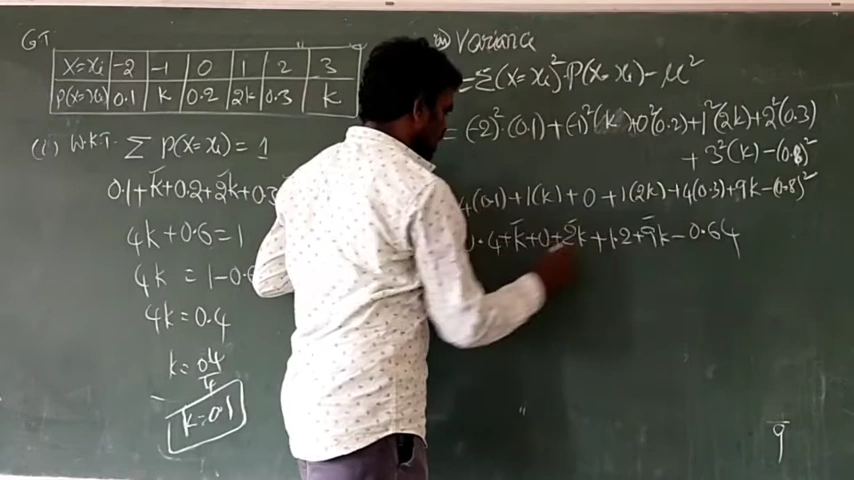 GT
X=xi -2 -1 0 1 2 3
P(X=xi) 0.1 k 0.2 2k 0.3 k
(i) W.K.T. Σ P(X=xi) = 1
0.1+k+0.2+2k+0.3
4k+0.6=1
4k = 1-0.6
4k = 0.4
k = 0.4/4
k=0.1
Variana
=Σ(X=xi)²·P(X=xi)-μ²
=(-2)²(0.1)+(-1)²(k)+0²(0.2)+1²(2k)+2²(0.3)
+3²(k)-(0.8)²
4(0.1)+1(k)+0+1(2k)+4(0.3)+9k-(0.8)²
0.4+k+0+2k+1.2+9k-0.64
9